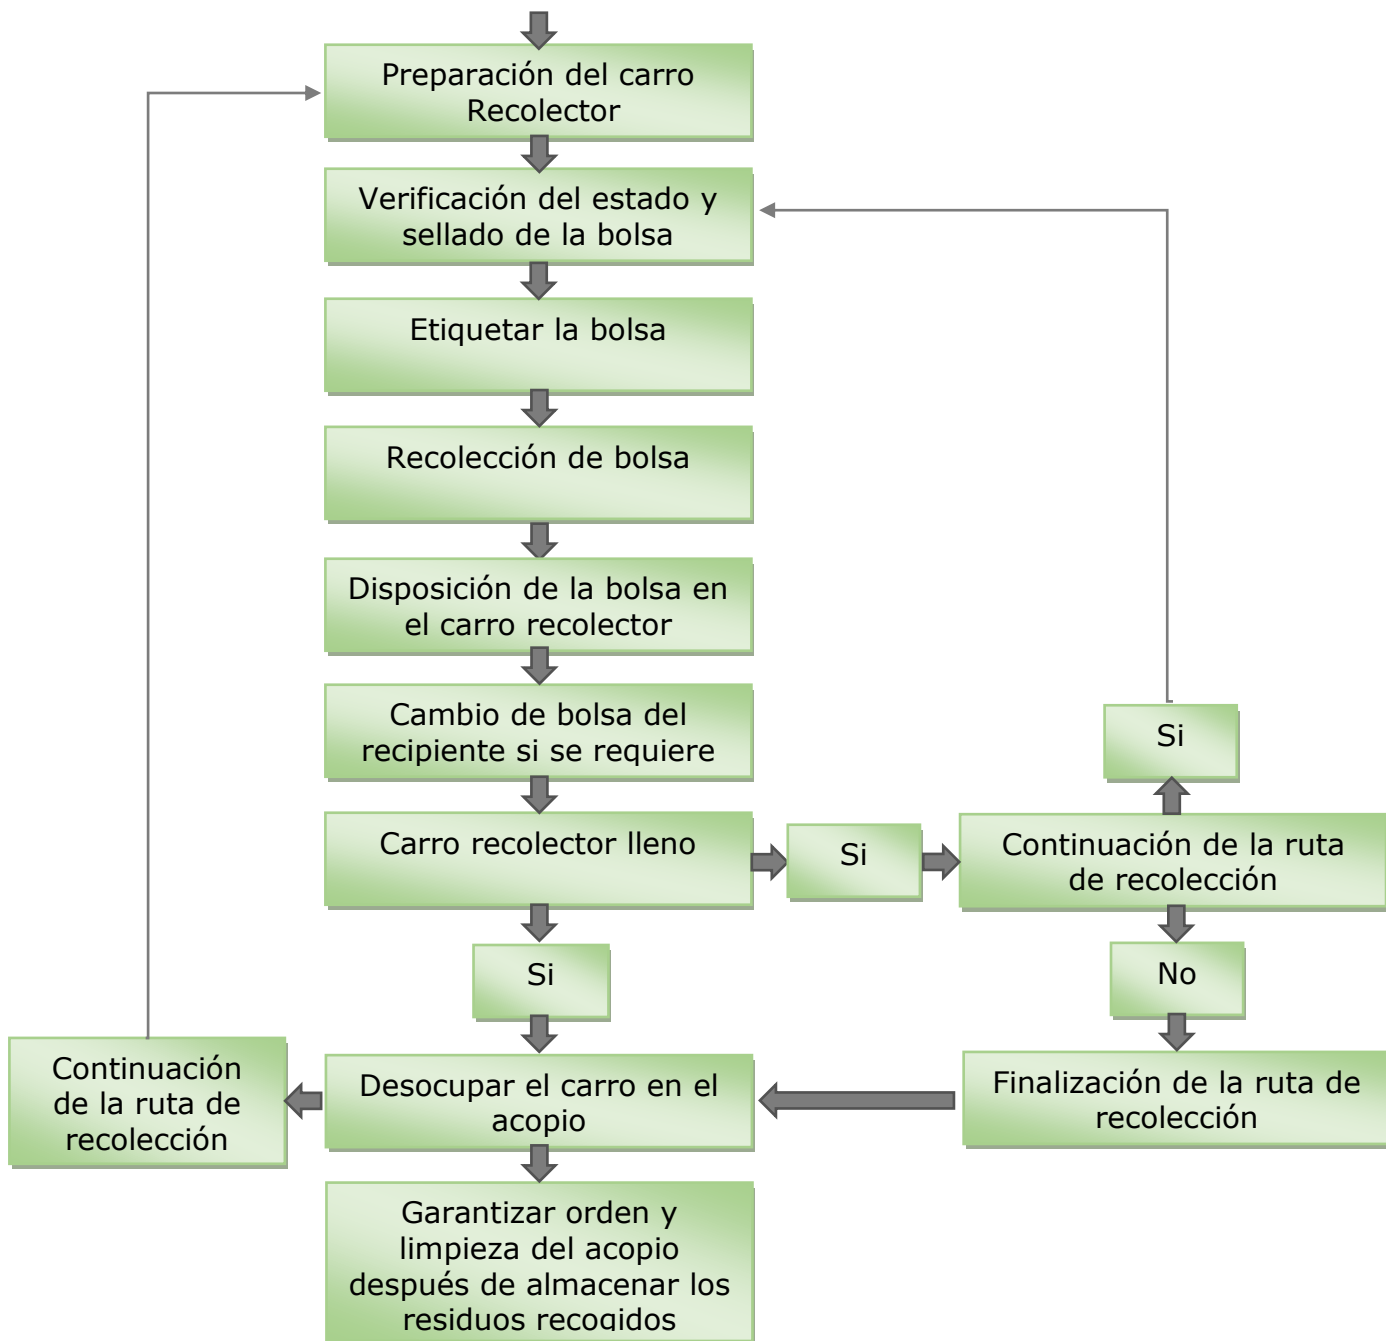 Preparación del carro
Recolector
Verificación del estado y
sellado de la bolsa
Etiquetar la bolsa
Recolección de bolsa
Disposición de la bolsa en
el carro recolector
Cambio de bolsa del
recipiente si se requiere
Si
Carro recolector lleno
Si
Continuación de la ruta
de recolección
Si
No
Continuación
de la ruta de
recolección
Desocupar el carro en el
acopio
Finalización de la ruta de
recolección
Garantizar orden y
limpieza del acopio
después de almacenar los
residuos recogidos